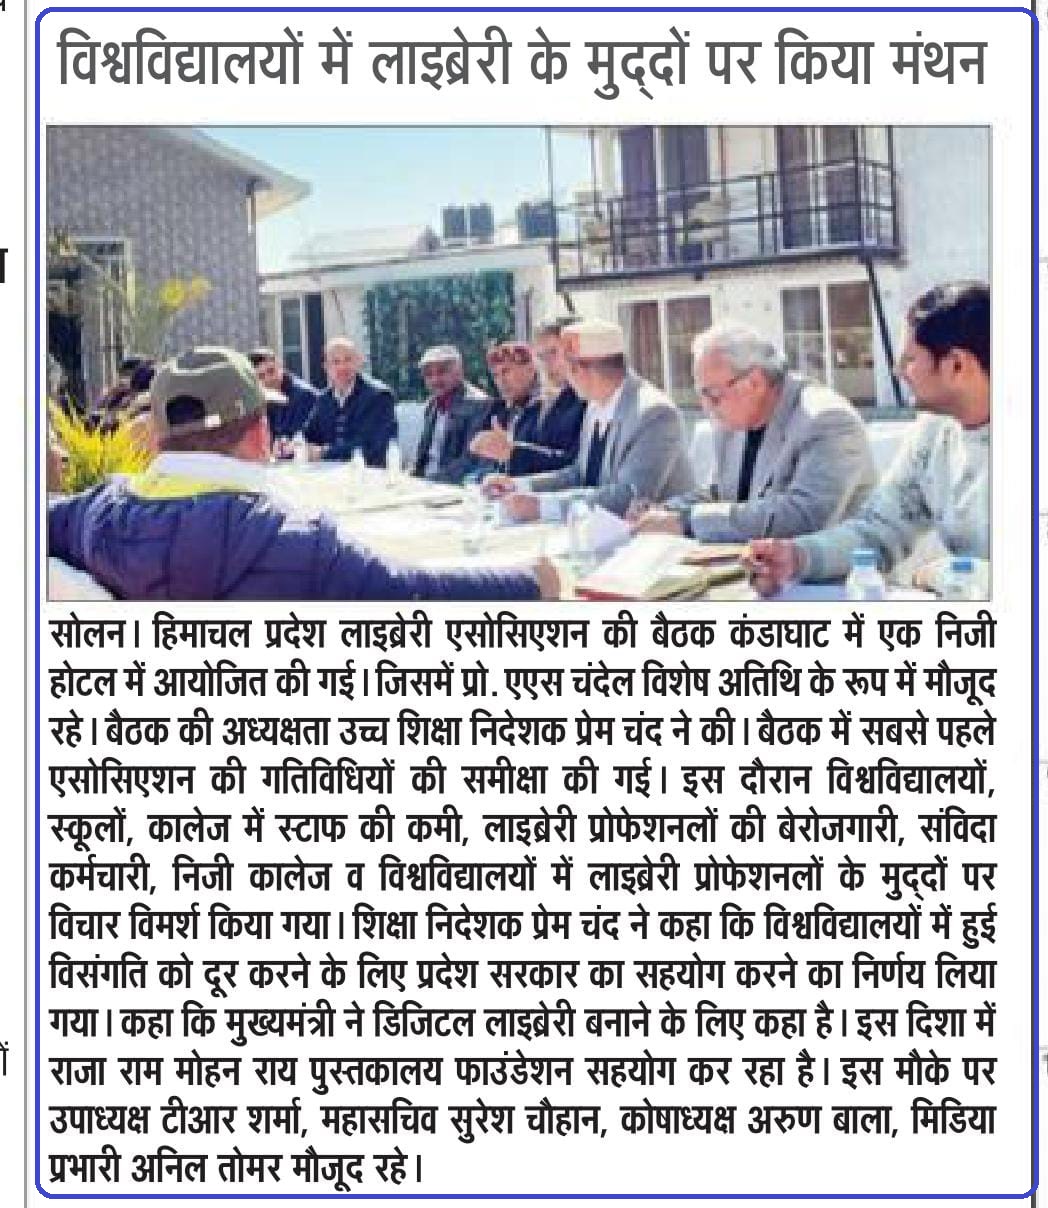 विश्वविद्यालयों में लाइब्रेरी के मुद्दों पर किया मंथन
सोलन। हिमाचल प्रदेश लाइब्रेरी एसोसिएशन की बैठक कंडाघाट में एक निजी
होटल में आयोजित की गई। जिसमें प्रो. एएस चंदेल विशेष अतिथि के रूप में मौजूद
रहे। बैठक की अध्यक्षता उच्च शिक्षा निदेशक प्रेम चंद ने की। बैठक में सबसे पहले
एसोसिएशन की गतिविधियों की समीक्षा की गई। इस दौरान विश्वविद्यालयों,
स्कूलों, कालेज में स्टाफ की कमी, लाइब्रेरी प्रोफेशनलों की बेरोजगारी, संविदा
कर्मचारी, निजी कालेज व विश्वविद्यालयों में लाइब्रेरी प्रोफेशनलों के मुद्दों पर
विचार विमर्श किया गया। शिक्षा निदेशक प्रेम चंद ने कहा कि विश्वविद्यालयों में हुई
विसंगति को दूर करने के लिए प्रदेश सरकार का सहयोग करने का निर्णय लिया
गया। कहा कि मुख्यमंत्री ने डिजिटल लाइब्रेरी बनाने के लिए कहा है। इस दिशा में
राजा राम मोहन राय पुस्तकालय फाउंडेशन सहयोग कर रहा है। इस मौके पर
उपाध्यक्ष टीआर शर्मा, महासचिव सुरेश चौहान, कोषाध्यक्ष अरुण बाला, मिडिया
प्रभारी अनिल तोमर मौजूद रहे।